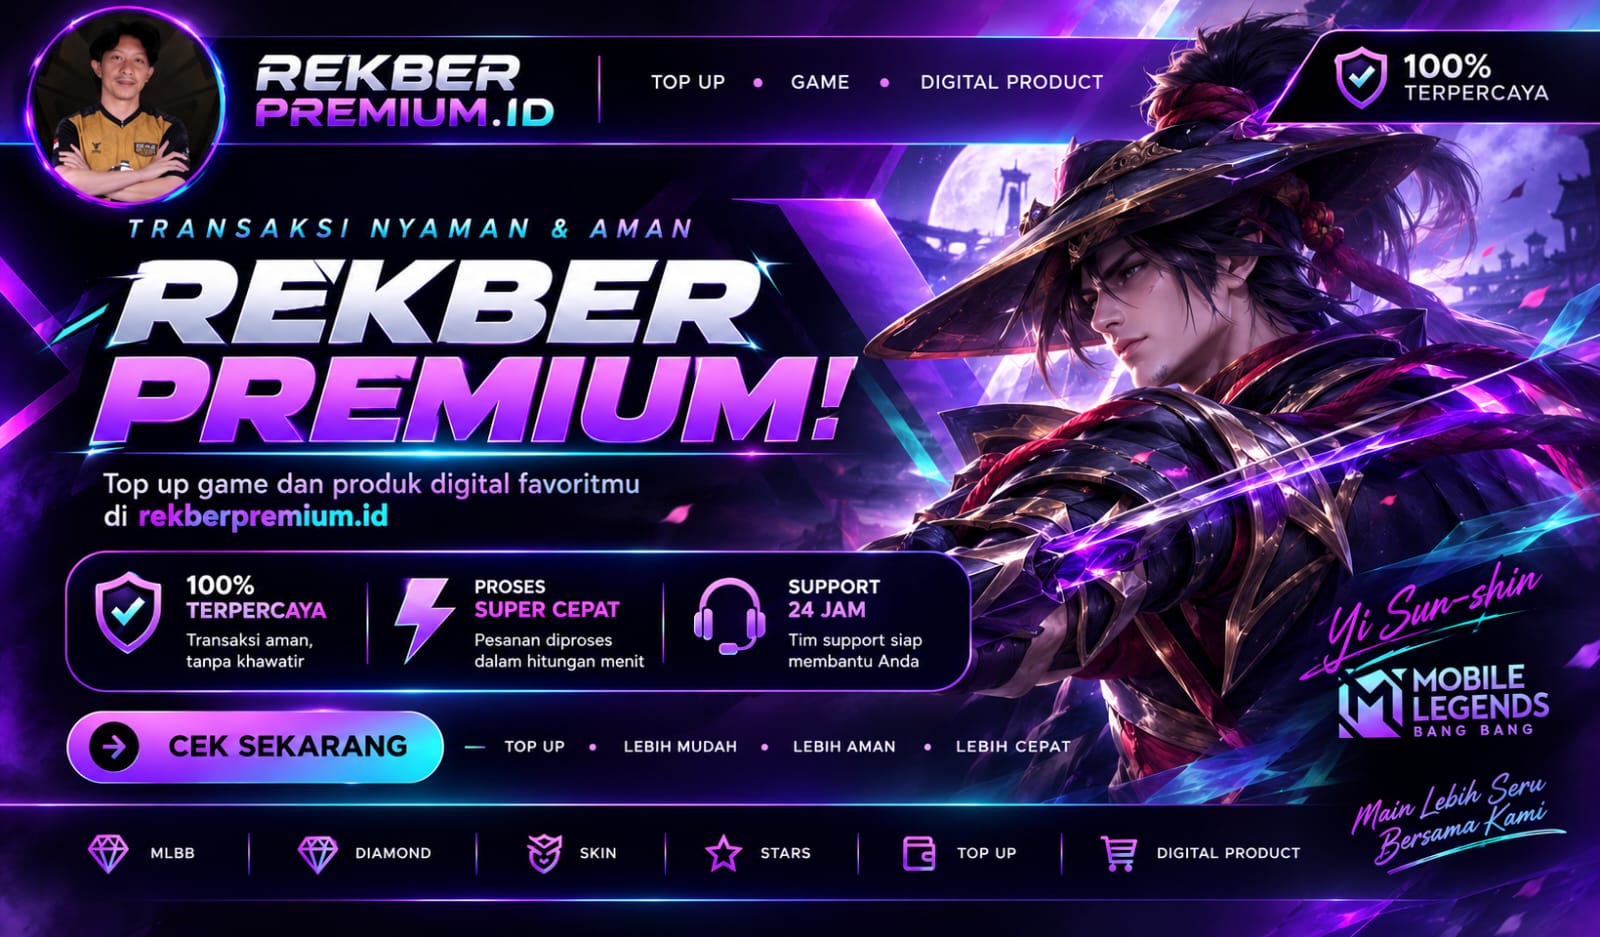 REKBER
PREMIUM.ID
TOP UP • GAME • DIGITAL PRODUCT
100%
TERPERCAYA
TRANSAKSI NYAMAN & AMAN
REKBER
PREMIUM!
Top up game dan produk digital favoritmu
di rekberpremium.id
100%
TERPERCAYA
Transaksi aman,
tanpa khawatir
PROSES
SUPER CEPAT
Pesanan diproses
dalam hitungan menit
SUPPORT
24 JAM
Tim support siap
membantu Anda
Yi Sun-shin
MOBILE
LEGENDS
BANG BANG
CEK SEKARANG
TOP UP • LEBIH MUDAH • LEBIH AMAN • LEBIH CEPAT
Main Lebih Seru
Bersama Kami
MLBB
DIAMOND
SKIN
STARS
TOP UP
DIGITAL PRODUCT